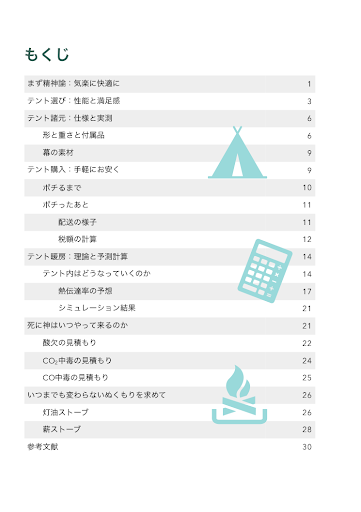 もくじ
まず精神論：気楽に快適に 1
テント選び：性能と満足感 3
テント諸元：仕様と実測 6
形と重さと付属品 6
幕の素材 9
テント購入：手軽にお安く 9
ポチるまで 10
ポチったあと 11
配送の様子 11
税額の計算 12
テント暖房：理論と予測計算 14
テント内はどうなっていくのか 14
熱伝達率の予想 17
シミュレーション結果 21
死に神はいつやって来るのか 21
酸欠の見積もり 22
CO₂中毒の見積もり 24
CO中毒の見積もり 25
いつまでも変わらないぬくもりを求めて 26
灯油ストーブ 26
薪ストーブ 28
参考文献 30